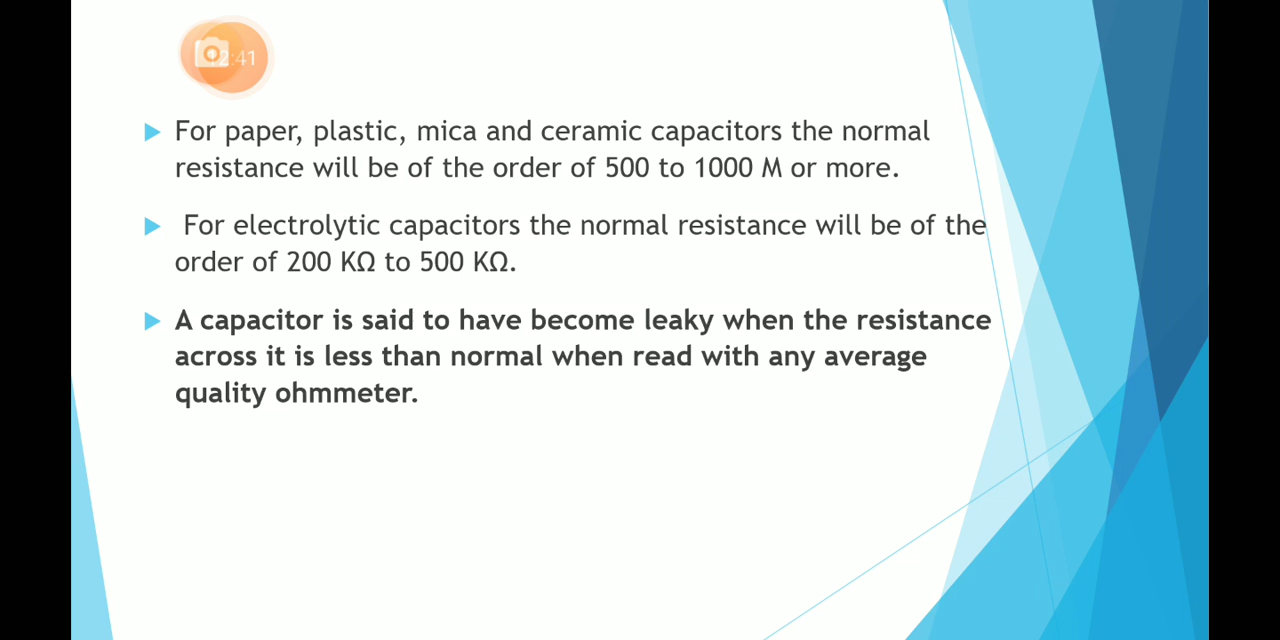 12:41
For paper, plastic, mica and ceramic capacitors the normal
resistance will be of the order of 500 to 1000 M or more.
For electrolytic capacitors the normal resistance will be of the
order of 200 KΩ to 500 KΩ.
A capacitor is said to have become leaky when the resistance
across it is less than normal when read with any average
quality ohmmeter.